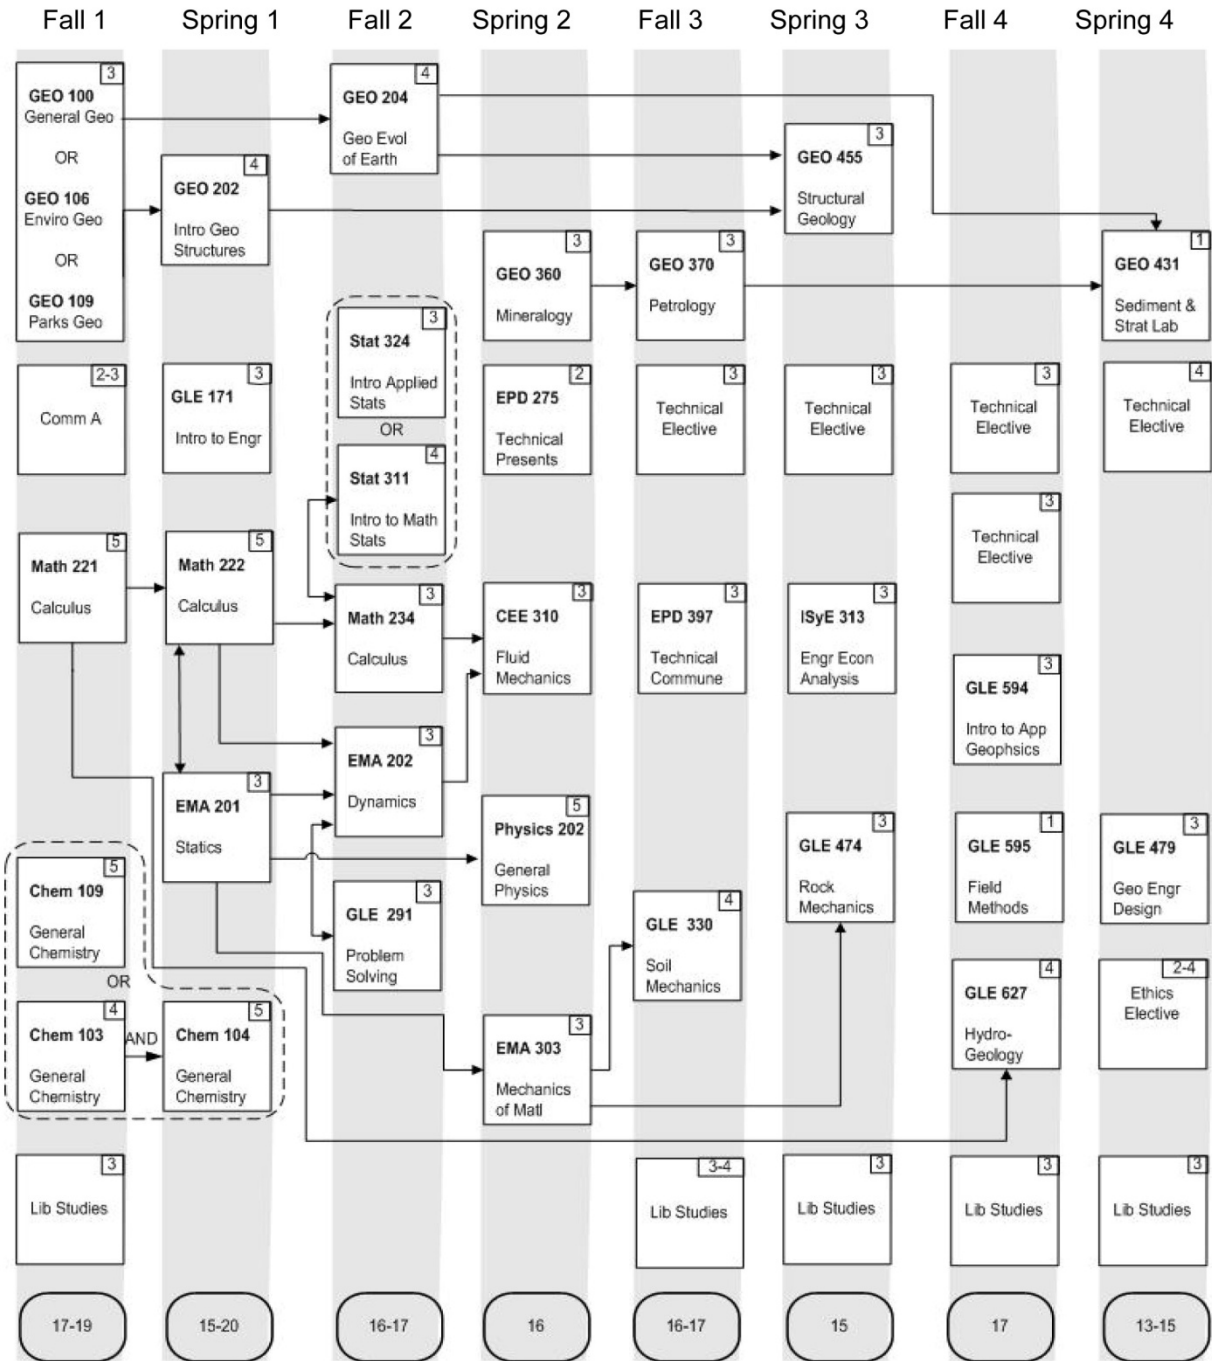 Fall 1
Spring 1
Fall 2
Spring 2
Fall 3
Spring 3
Fall 4
Spring 4
3
GEO 100
General Geo
OR
GEO 106
Enviro Geo
OR
GEO 109
Parks Geo
2-3
Comm A
5
Math 221
Calculus
5
Chem 109
General
Chemistry
OR
4
Chem 103
General
Chemistry
AND
3
Lib Studies
17-19
4
GEO 202
Intro Geo
Structures
3
GLE 171
Intro to Engr
5
Math 222
Calculus
3
EMA 201
Statics
5
Chem 104
General
Chemistry
15-20
4
GEO 204
Geo Evol
of Earth
3
Stat 324
Intro Applied
Stats
OR
4
Stat 311
Intro to Math
Stats
3
Math 234
Calculus
3
EMA 202
Dynamics
3
GLE 291
Problem
Solving
16-17
3
GEO 360
Mineralogy
2
EPD 275
Technical
Presents
3
CEE 310
Fluid
Mechanics
5
Physics 202
General
Physics
3
EMA 303
Mechanics
of Matl
16
3
GEO 370
Petrology
3
Technical
Elective
3
EPD 397
Technical
Commune
4
GLE 330
Soil
Mechanics
3-4
Lib Studies
16-17
3
GEO 455
Structural
Geology
3
Technical
Elective
3
ISyE 313
Engr Econ
Analysis
3
GLE 474
Rock
Mechanics
3
Lib Studies
15
3
Technical
Elective
3
Technical
Elective
3
GLE 594
Intro to App
Geophsics
1
GLE 595
Field
Methods
4
GLE 627
Hydro-
Geology
3
Lib Studies
17
1
GEO 431
Sediment &
Strat Lab
4
Technical
Elective
3
GLE 479
Geo Engr
Design
2-4
Ethics
Elective
3
Lib Studies
13-15